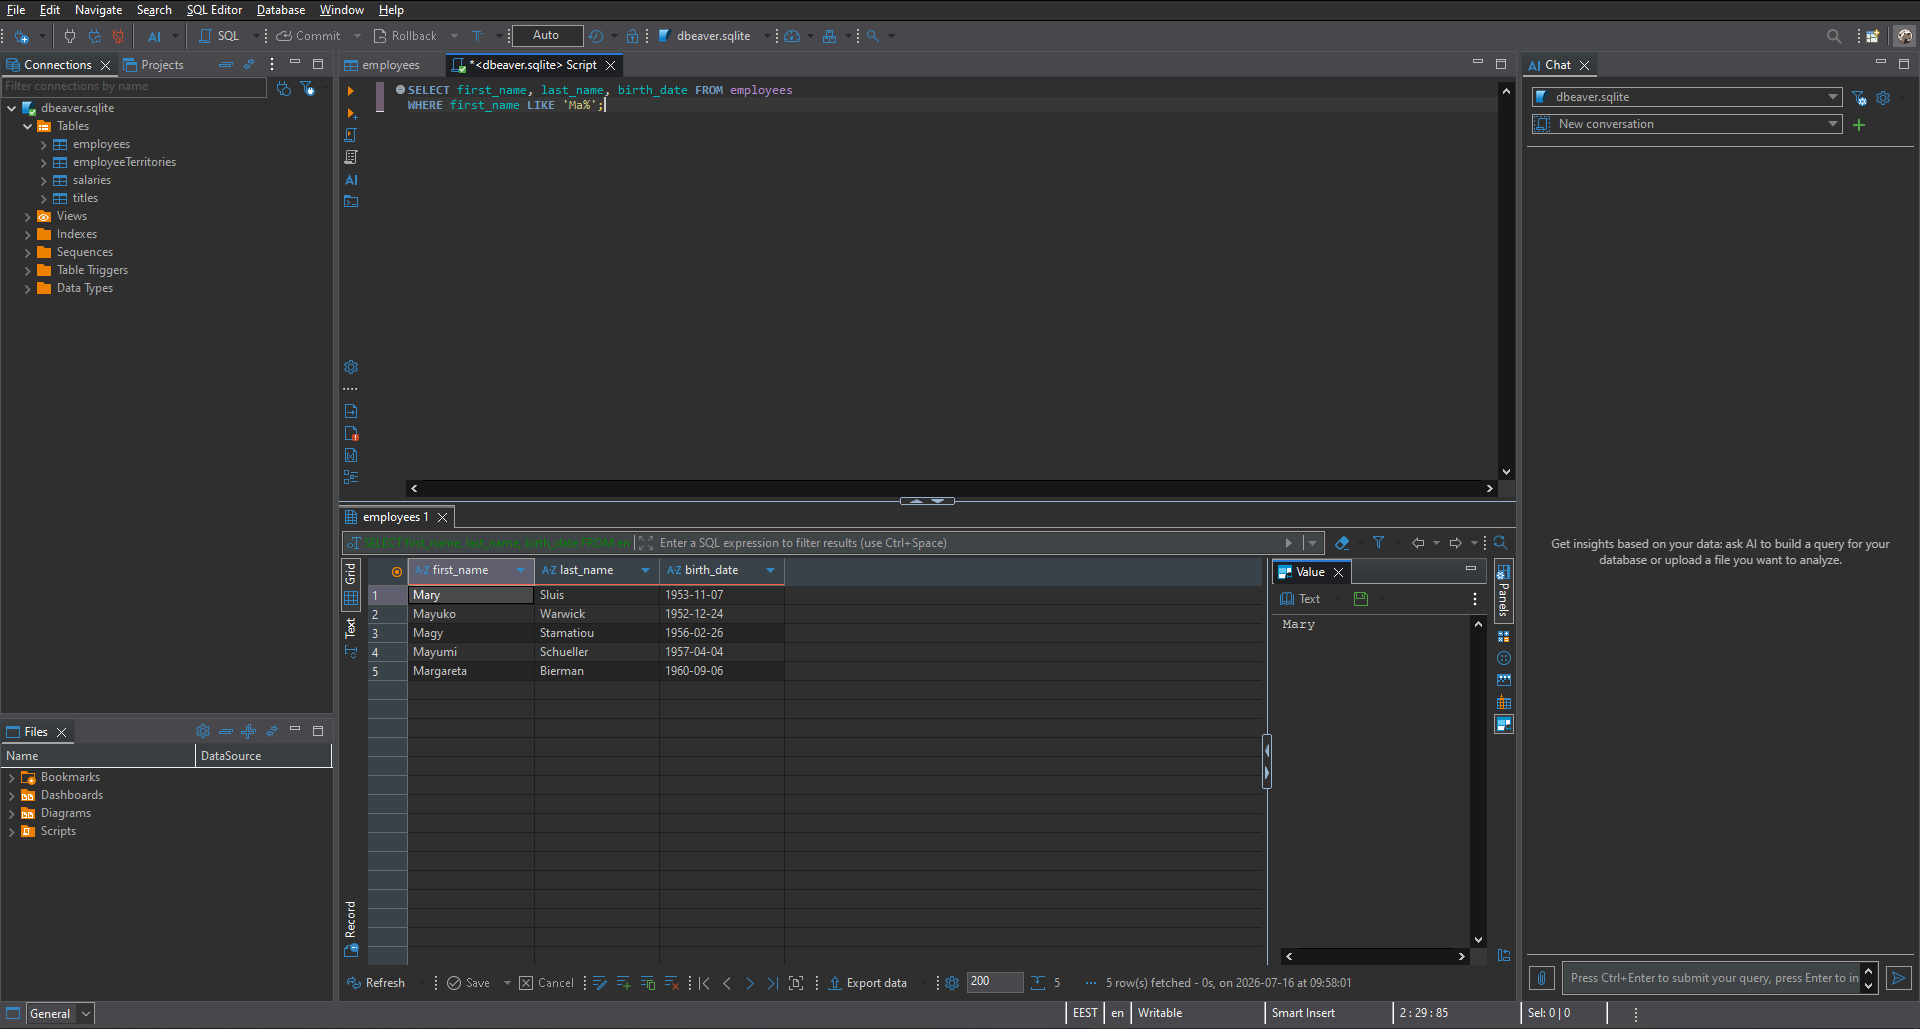 File Edit Navigate Search SQL Editor Database Window Help
AI SQL Commit Rollback T Auto dbeaver.sqlite
Connections Projects
Filter connections by name
dbeaver.sqlite
Tables
employees
employeeTerritories
salaries
titles
Views
Indexes
Sequences
Table Triggers
Data Types
Files
Name DataSource
Bookmarks
Dashboards
Diagrams
Scripts
employees *<dbeaver.sqlite> Script
SELECT first_name, last_name, birth_date FROM employees
WHERE first_name LIKE 'Ma%';
AI
employees 1
SELECT first_name, last_name, birth_date FROM en Enter a SQL expression to filter results (use Ctrl+Space)
Grid
Text
Record
A-Z first_name A-Z last_name A-Z birth_date
1 Mary Sluis 1953-11-07
2 Mayuko Warwick 1952-12-24
3 Magy Stamatiou 1956-02-26
4 Mayumi Schueller 1957-04-04
5 Margareta Bierman 1960-09-06
Value
Text
Mary
Panels
Refresh Save Cancel Export data 200 5 ... 5 row(s) fetched - 0s, on 2026-07-16 at 09:58:01
AI Chat
dbeaver.sqlite
New conversation
Get insights based on your data: ask AI to build a query for your
database or upload a file you want to analyze.
Press Ctrl+Enter to submit your query, press Enter to in
General EEST en Writable Smart Insert 2 : 29 : 85 Sel: 0 | 0